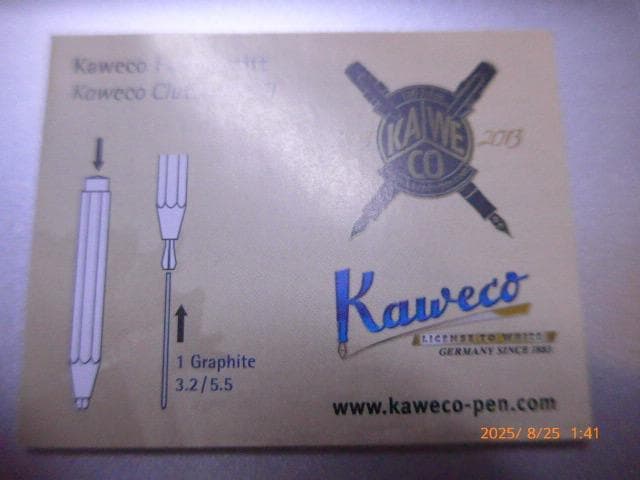 Kaweco
Kaweco
KAWE
CO
2013
Kaweco
LICENSE TO WRITE
GERMANY SINCE 1883
1 Graphite
3.2/5.5
www.kaweco-pen.com
2025/ 8/25 1:41